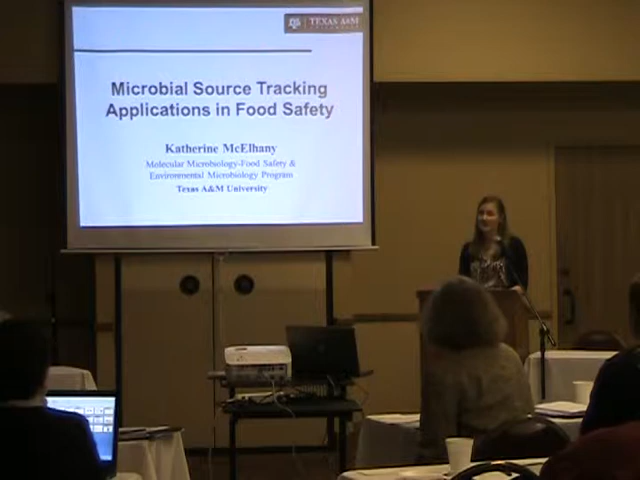 TEXAS A&M
Microbial Source Tracking
Applications in Food Safety
Katherine McElhany
Molecular Microbiology-Food Safety &
Environmental Microbiology Program
Texas A&M University